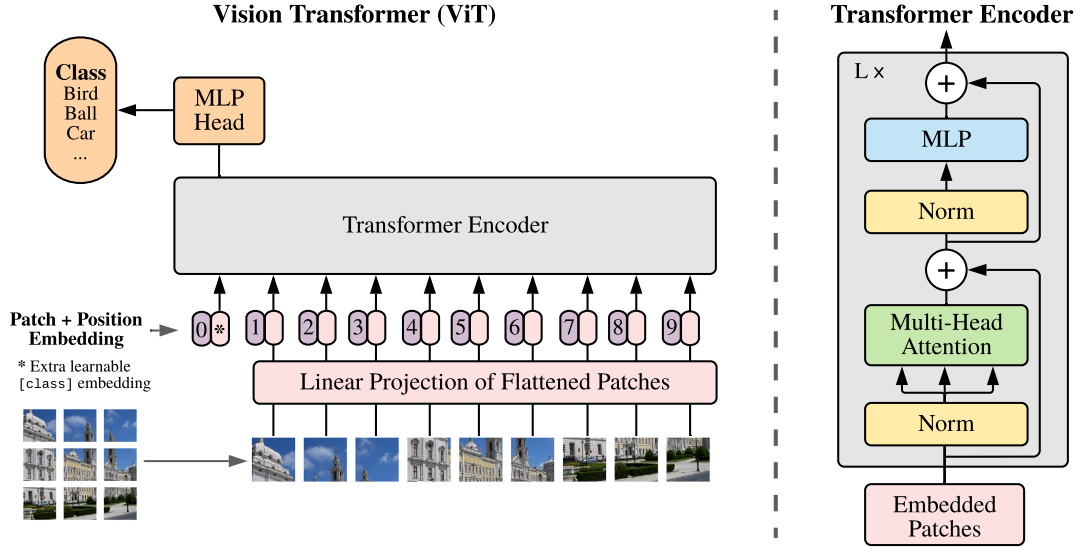 Vision Transformer (ViT)
Class
Bird
Ball
Car
...
MLP
Head
Transformer Encoder
Patch + Position
Embedding
0 * 1 2 3 4 5 6 7 8 9
* Extra learnable
[class] embedding
Linear Projection of Flattened Patches
Transformer Encoder
L ×
+
MLP
Norm
+
Multi-Head
Attention
Norm
Embedded
Patches